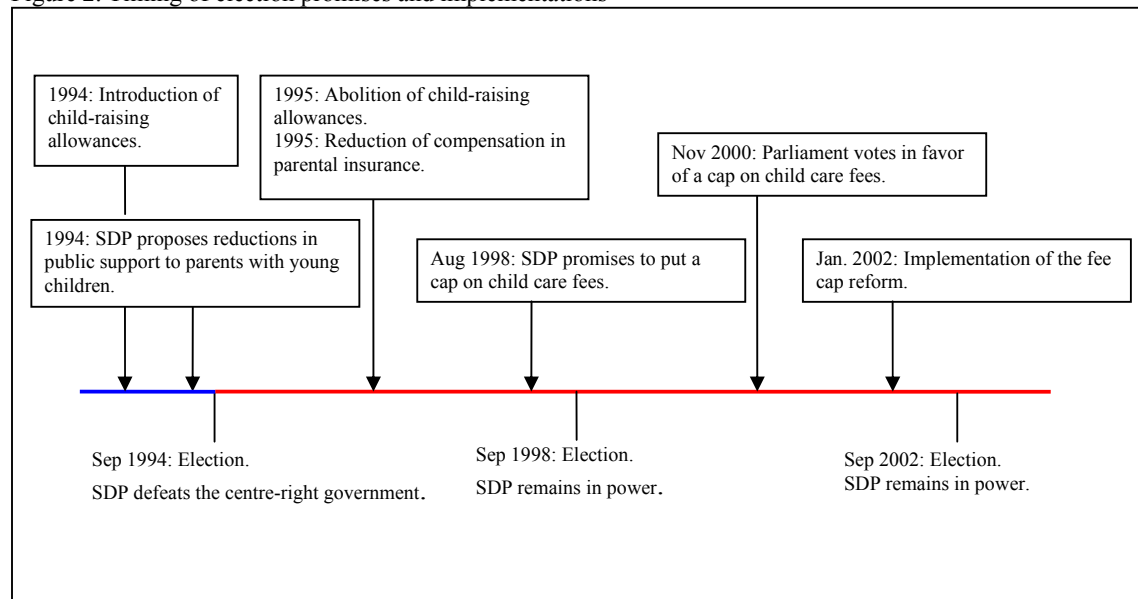 Figure 2: Timing of election promises and implementations
1994: Introduction of
child-raising
allowances.
1995: Abolition of child-raising
allowances.
1995: Reduction of compensation in
parental insurance.
Nov 2000: Parliament votes in favor
of a cap on child care fees.
1994: SDP proposes reductions in
public support to parents with young
children.
Aug 1998: SDP promises to put a
cap on child care fees.
Jan. 2002: Implementation of the fee
cap reform.
Sep 1994: Election.
SDP defeats the centre-right government.
Sep 1998: Election.
SDP remains in power.
Sep 2002: Election.
SDP remains in power.